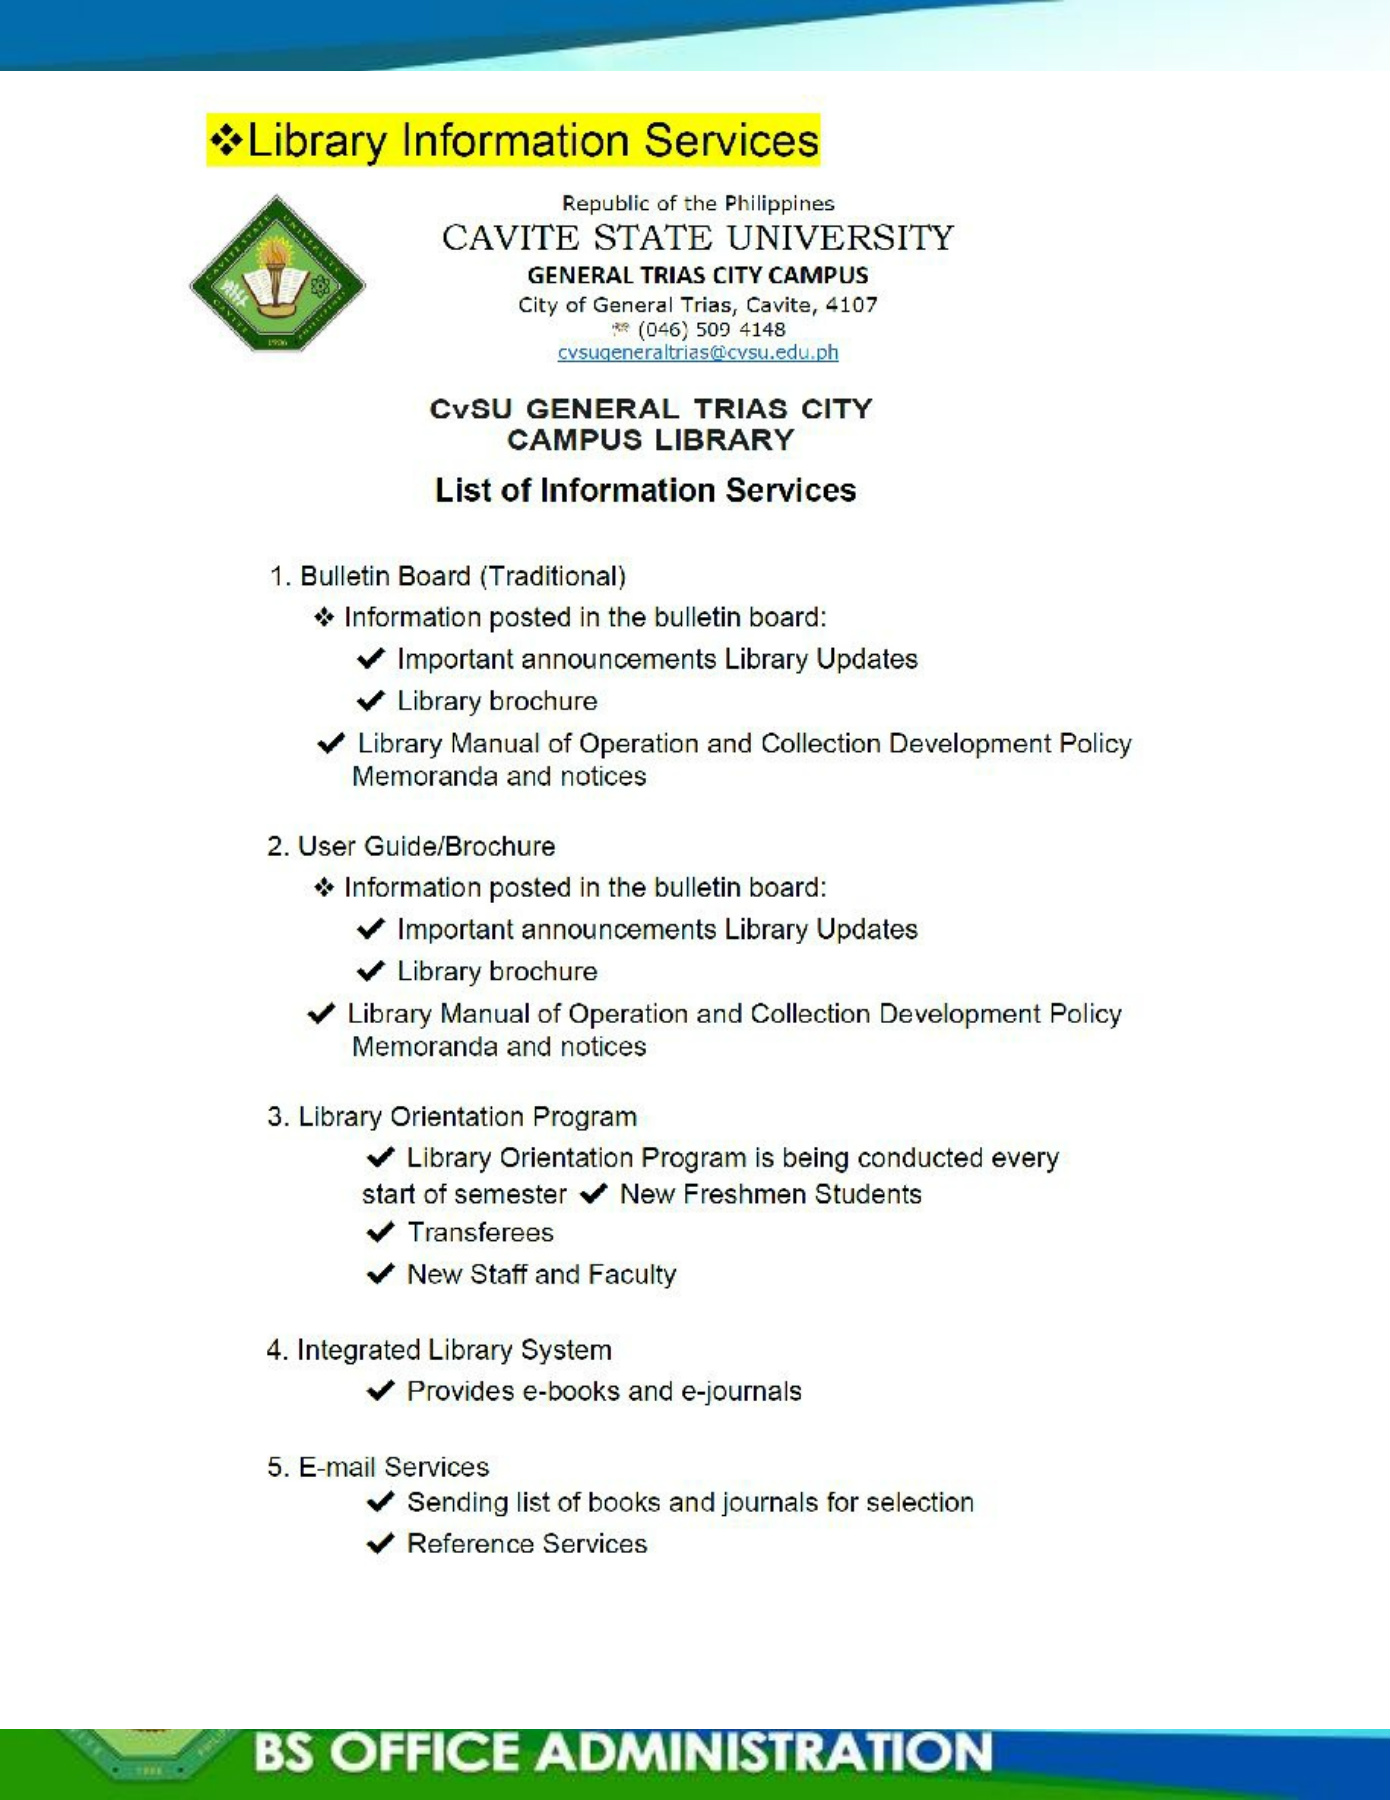 ❖Library Information Services
Republic of the Philippines
CAVITE STATE UNIVERSITY
GENERAL TRIAS CITY CAMPUS
City of General Trias, Cavite, 4107
(046) 509 4148
cvsugeneraltrias@cvsu.edu.ph
CAVITE STATE UNIVERSITY
CAVITE
PHILIPPINES
1906
CvSU GENERAL TRIAS CITY
CAMPUS LIBRARY
List of Information Services
1. Bulletin Board (Traditional)
❖ Information posted in the bulletin board:
✔ Important announcements Library Updates
✔ Library brochure
✔ Library Manual of Operation and Collection Development Policy
Memoranda and notices
2. User Guide/Brochure
❖ Information posted in the bulletin board:
✔ Important announcements Library Updates
✔ Library brochure
✔ Library Manual of Operation and Collection Development Policy
Memoranda and notices
3. Library Orientation Program
✔ Library Orientation Program is being conducted every
start of semester ✔ New Freshmen Students
✔ Transferees
✔ New Staff and Faculty
4. Integrated Library System
✔ Provides e-books and e-journals
5. E-mail Services
✔ Sending list of books and journals for selection
✔ Reference Services
BS OFFICE ADMINISTRATION